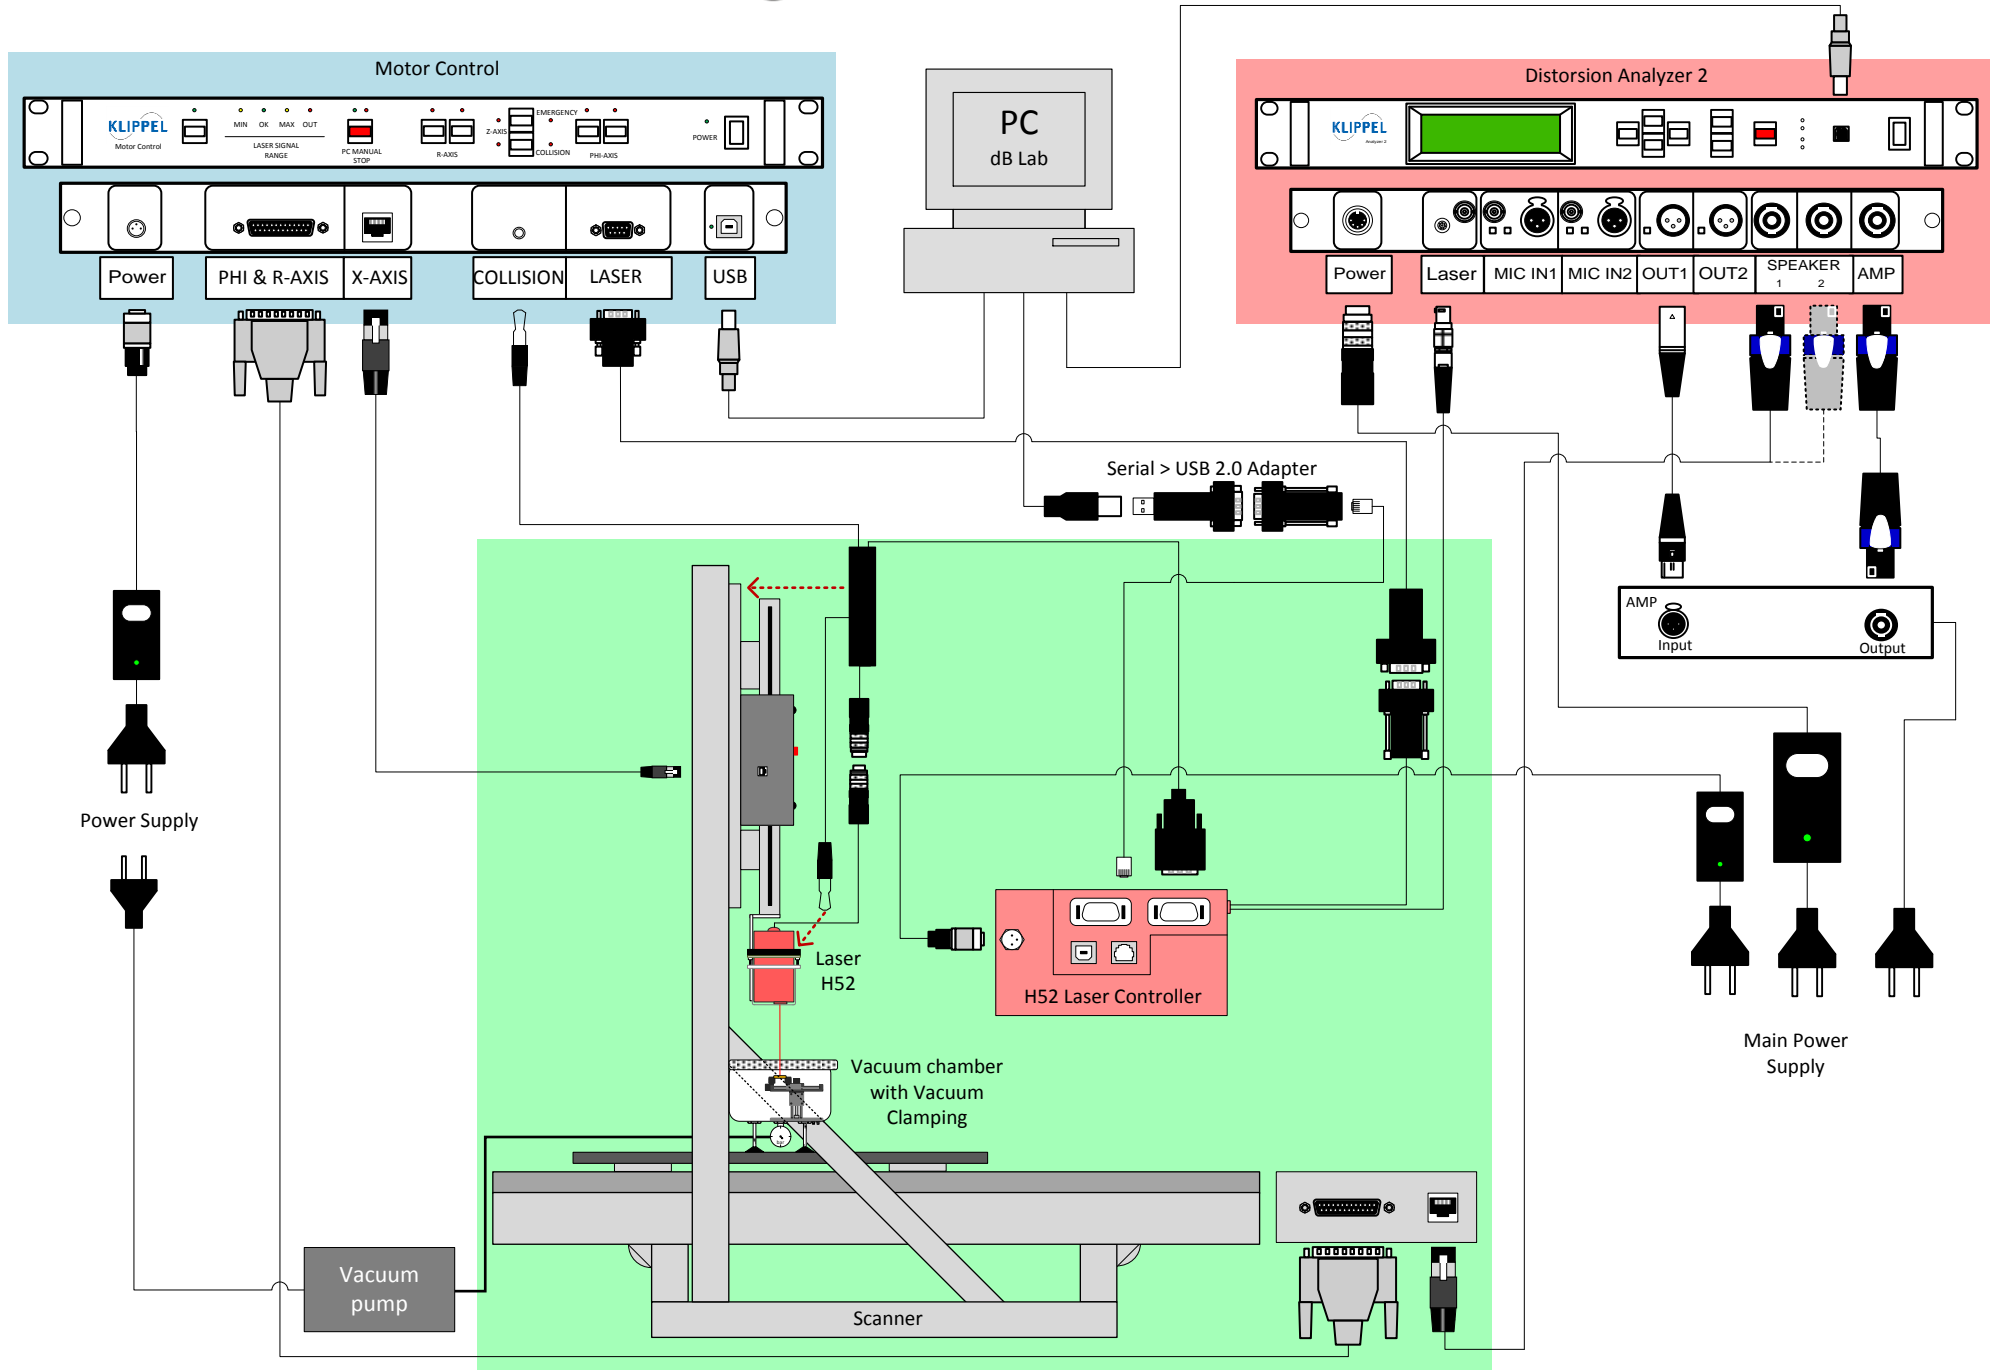 Motor Control
KLIPPEL
Motor Control
MIN OK MAX OUT
LASER SIGNAL
RANGE
PC MANUAL
STOP
R-AXIS
Z-AXIS
EMERGENCY
COLLISION
PHI-AXIS
POWER
Power
PHI & R-AXIS
X-AXIS
COLLISION
LASER
USB
PC
dB Lab
Distorsion Analyzer 2
KLIPPEL
Analyzer 2
Power
Laser
MIC IN1
MIC IN2
OUT1
OUT2
SPEAKER
1 2
AMP
Serial > USB 2.0 Adapter
AMP
Input
Output
Power Supply
Laser
H52
H52 Laser Controller
Main Power
Supply
Vacuum chamber
with Vacuum
Clamping
Vacuum
pump
Scanner